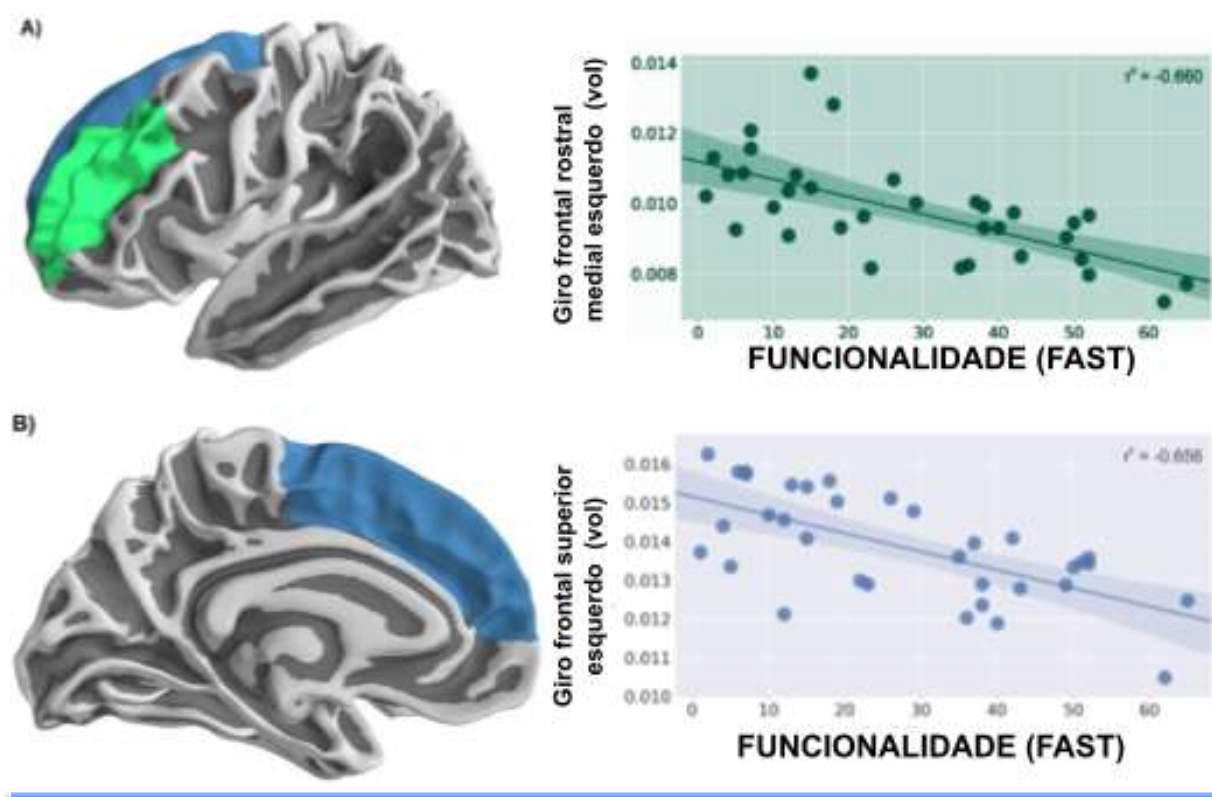 A)
Giro frontal rostral
medial esquerdo (vol)
0.014
0.012
0.010
0.008
r² = -0.660
0 10 20 30 40 50 60
FUNCIONALIDADE (FAST)
B)
Giro frontal superior
esquerdo (vol)
0.016
0.015
0.014
0.013
0.012
0.011
0.010
r² = -0.656
0 10 20 30 40 50 60
FUNCIONALIDADE (FAST)